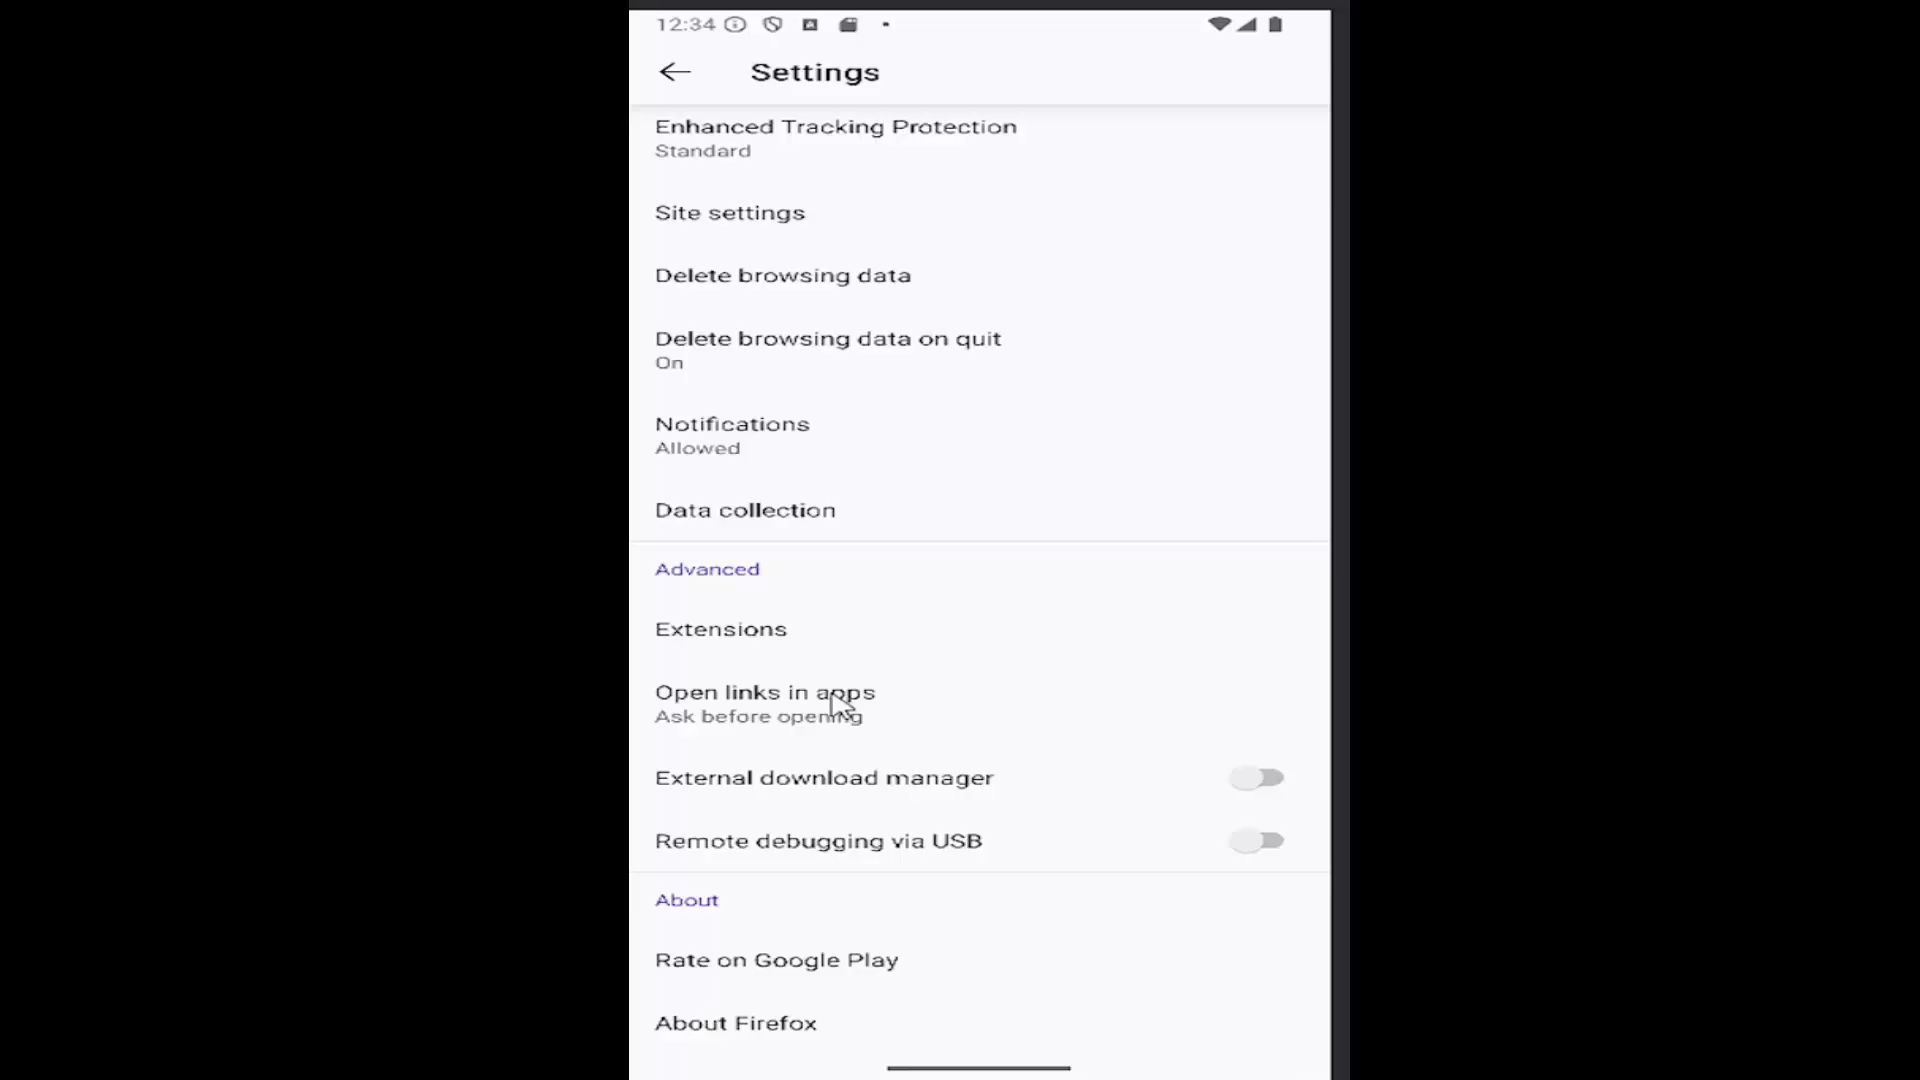 12:34
Settings
Enhanced Tracking Protection
Standard
Site settings
Delete browsing data
Delete browsing data on quit
On
Notifications
Allowed
Data collection
Advanced
Extensions
Open links in apps
Ask before opening
External download manager
Remote debugging via USB
About
Rate on Google Play
About Firefox